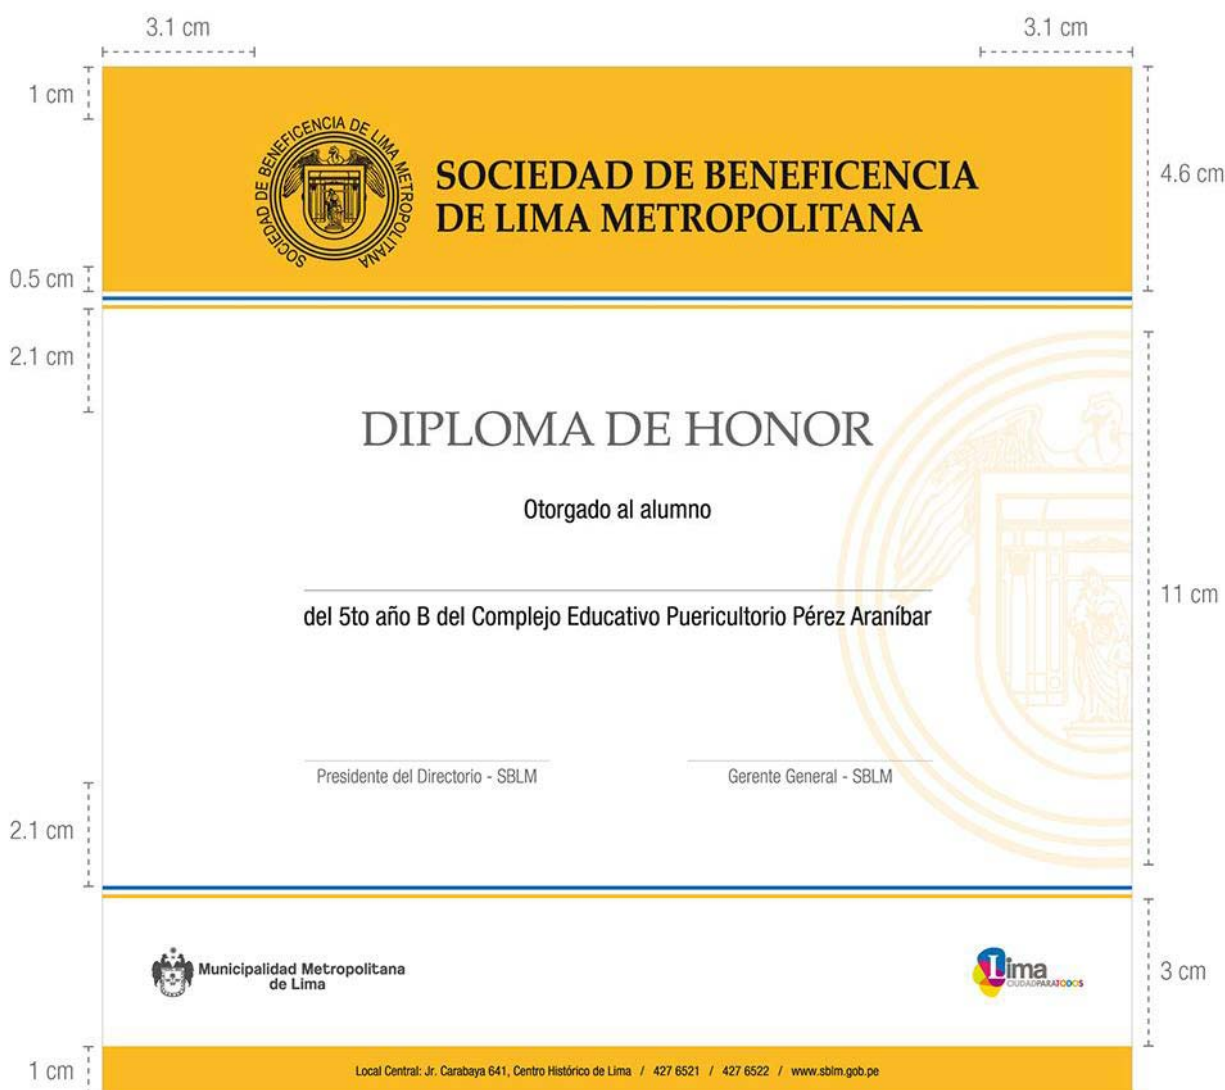 3.1 cm
3.1 cm
1 cm
4.6 cm
SOCIEDAD DE BENEFICENCIA DE LIMA METROPOLITANA
SOCIEDAD DE BENEFICENCIA
DE LIMA METROPOLITANA
0.5 cm
2.1 cm
DIPLOMA DE HONOR
Otorgado al alumno
11 cm
del 5to año B del Complejo Educativo Puericultorio Pérez Araníbar
Presidente del Directorio - SBLM
Gerente General - SBLM
2.1 cm
Municipalidad Metropolitana
de Lima
Lima
CIUDADPARATODOS
3 cm
1 cm
Local Central: Jr. Carabaya 641, Centro Histórico de Lima / 427 6521 / 427 6522 / www.sblm.gob.pe